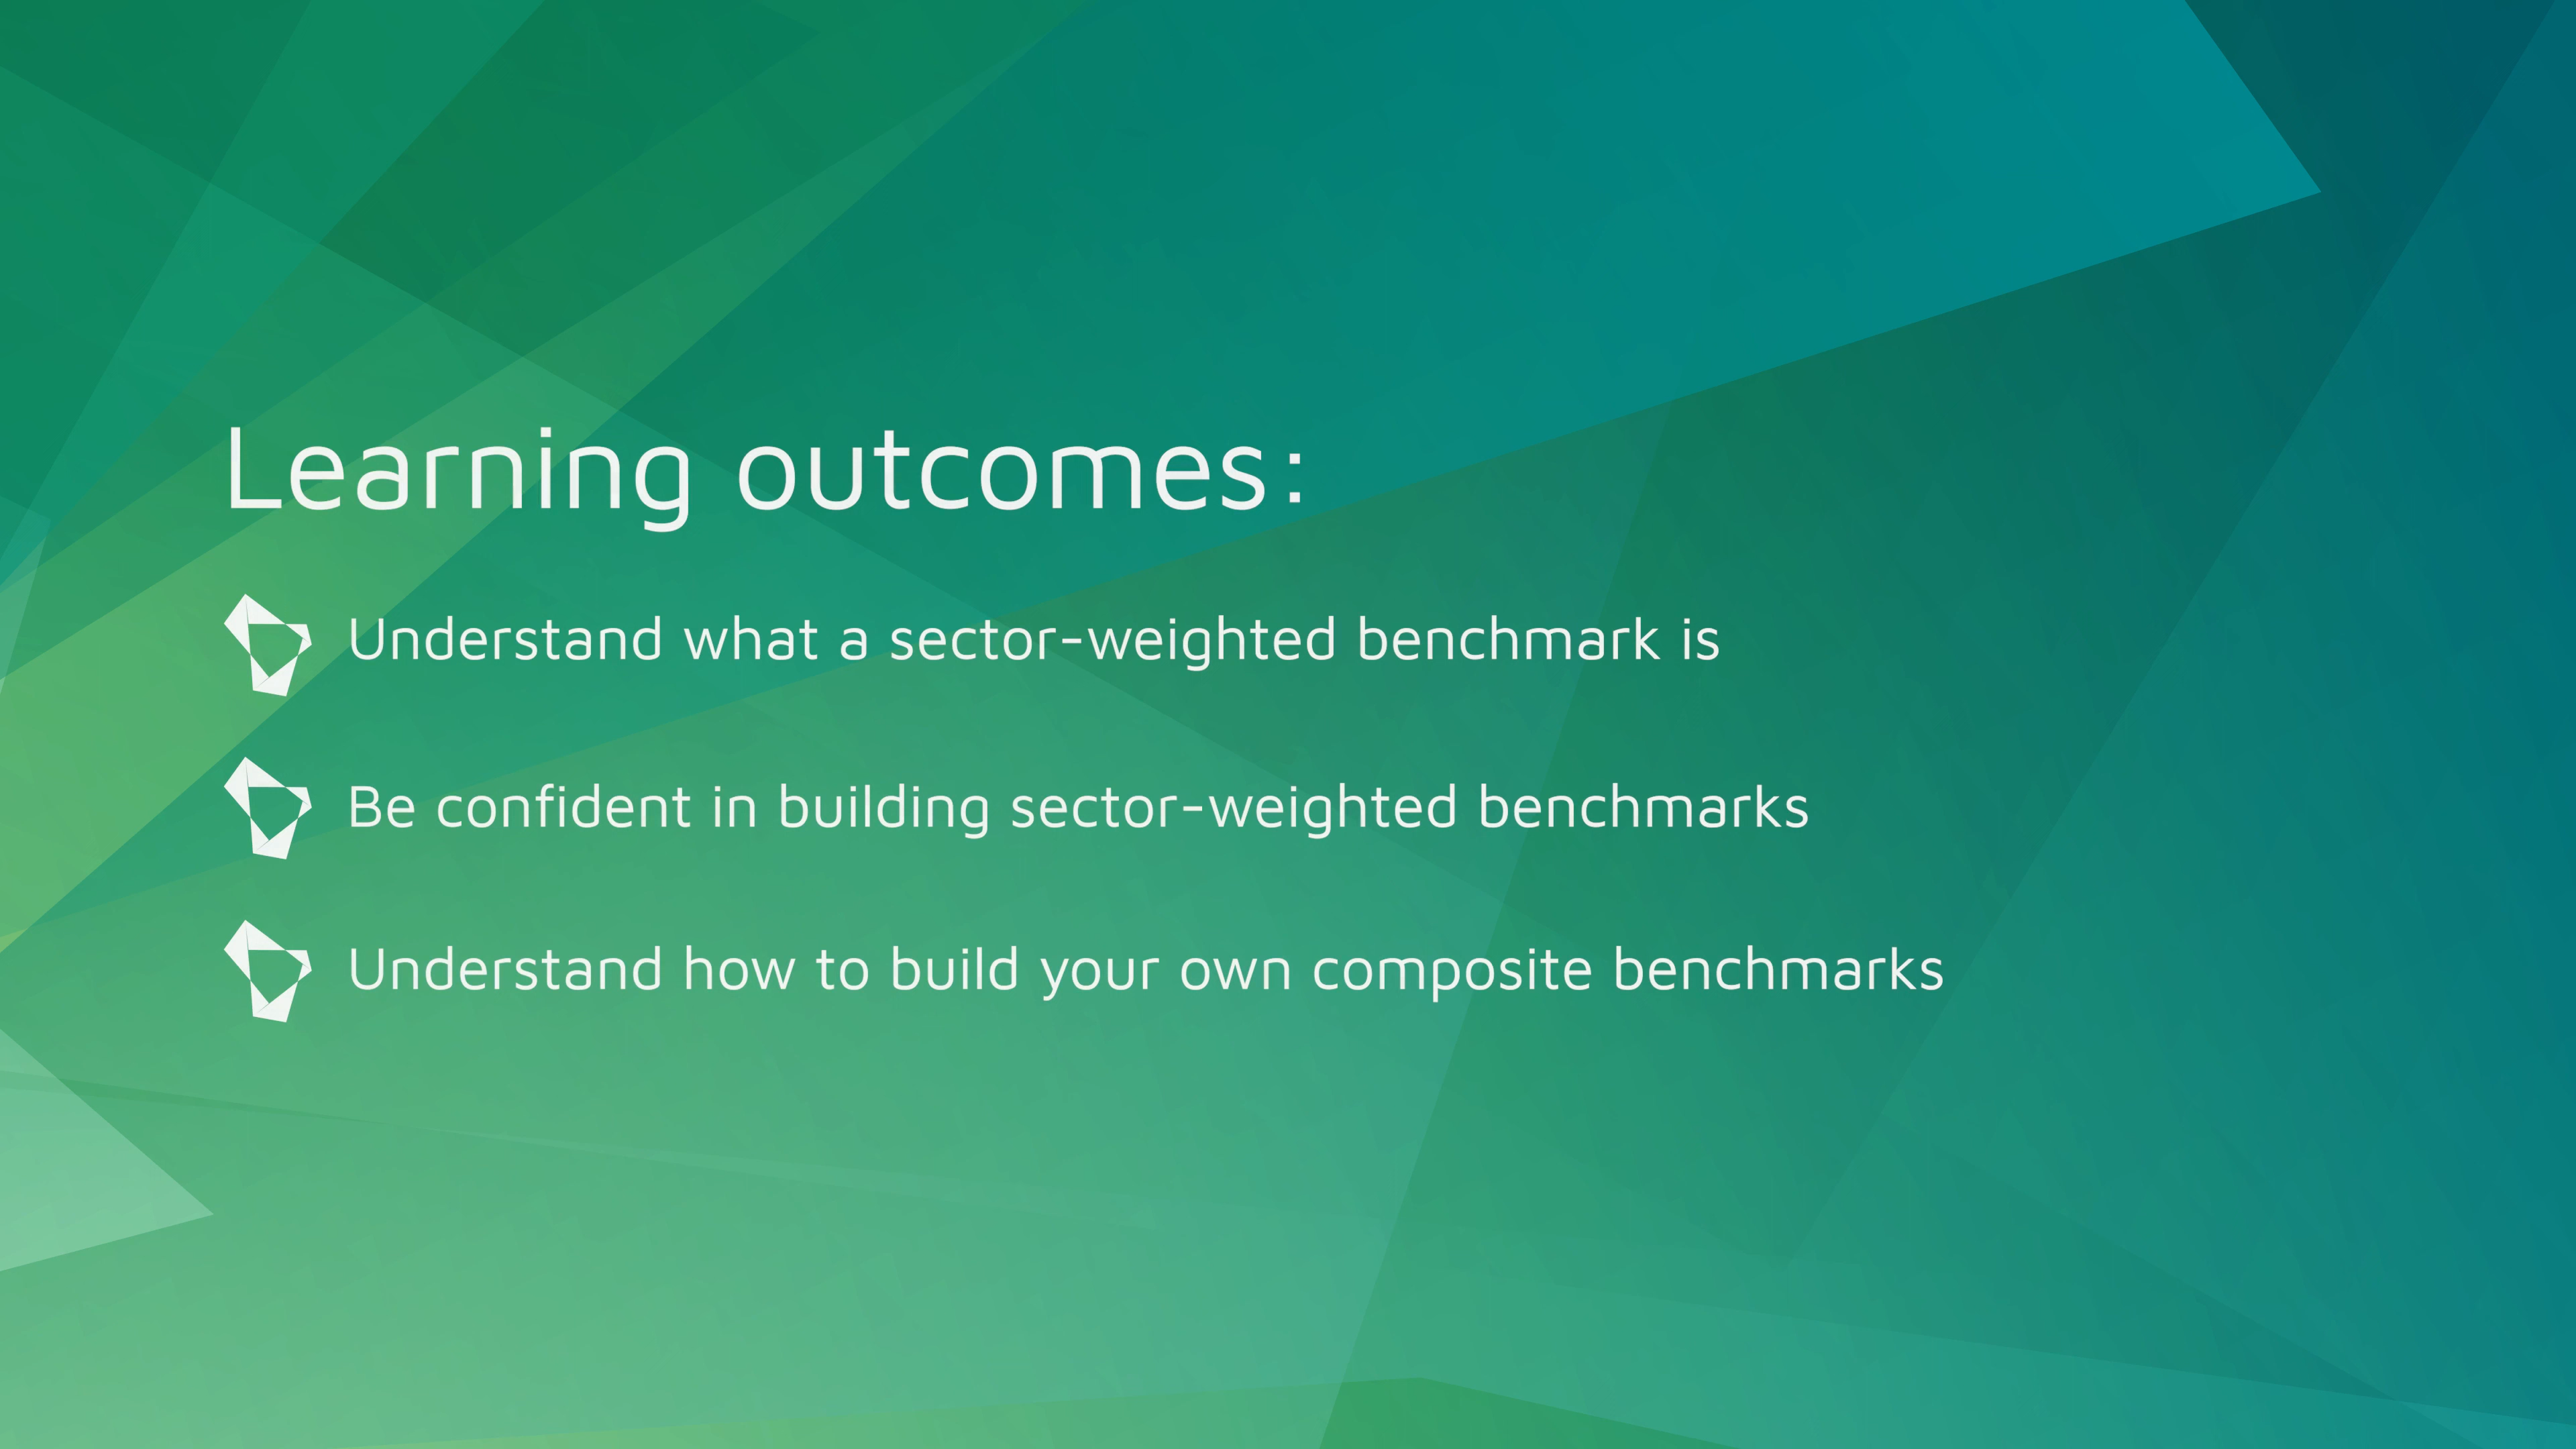 Learning outcomes:
Understand what a sector-weighted benchmark is
Be confident in building sector-weighted benchmarks
Understand how to build your own composite benchmarks